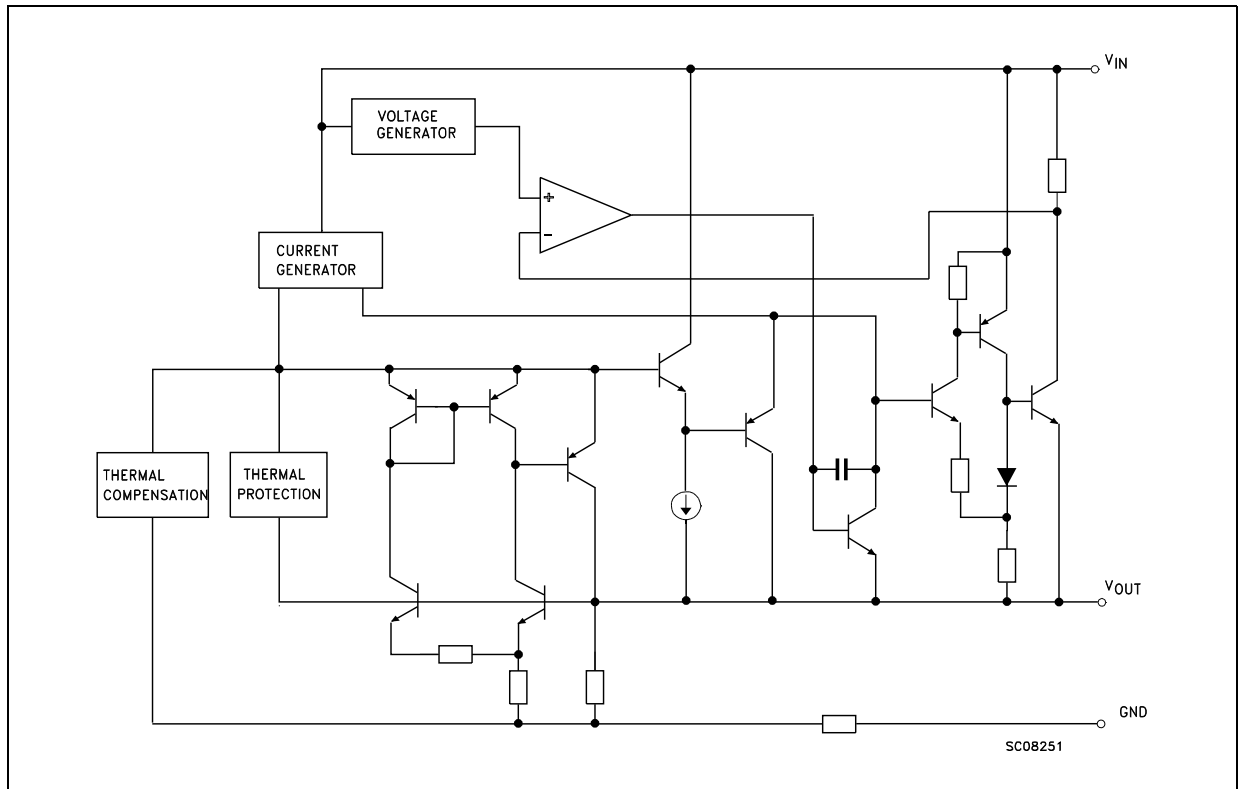 VIN
VOLTAGE
GENERATOR
+
−
CURRENT
GENERATOR
THERMAL
COMPENSATION
THERMAL
PROTECTION
VOUT
GND
SC08251